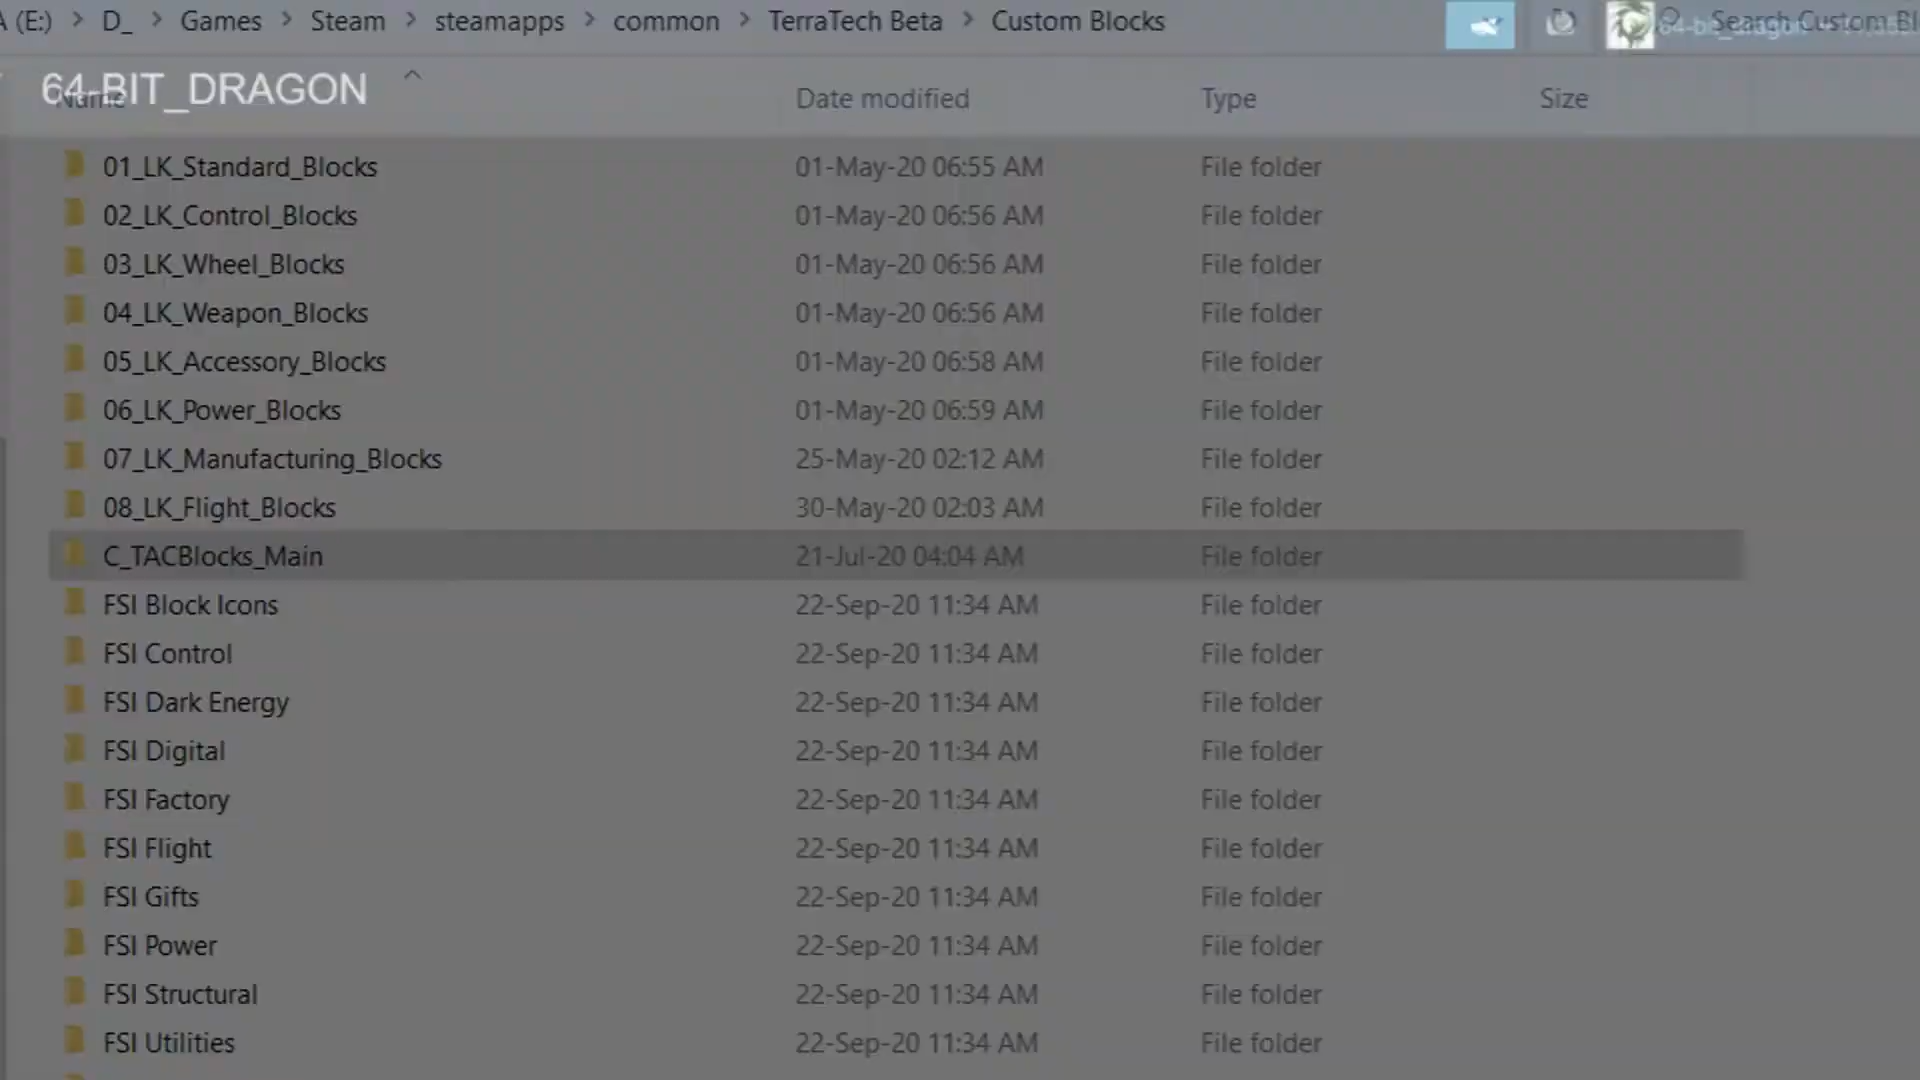 A (E:) > D_ > Games > Steam > steamapps > common > TerraTech Beta > Custom Blocks
Search Custom Bl
64-bit_dragon
64-BIT_DRAGON
Name Date modified Type Size
01_LK_Standard_Blocks 01-May-20 06:55 AM File folder
02_LK_Control_Blocks 01-May-20 06:56 AM File folder
03_LK_Wheel_Blocks 01-May-20 06:56 AM File folder
04_LK_Weapon_Blocks 01-May-20 06:56 AM File folder
05_LK_Accessory_Blocks 01-May-20 06:58 AM File folder
06_LK_Power_Blocks 01-May-20 06:59 AM File folder
07_LK_Manufacturing_Blocks 25-May-20 02:12 AM File folder
08_LK_Flight_Blocks 30-May-20 02:03 AM File folder
C_TACBlocks_Main 21-Jul-20 04:04 AM File folder
FSI Block Icons 22-Sep-20 11:34 AM File folder
FSI Control 22-Sep-20 11:34 AM File folder
FSI Dark Energy 22-Sep-20 11:34 AM File folder
FSI Digital 22-Sep-20 11:34 AM File folder
FSI Factory 22-Sep-20 11:34 AM File folder
FSI Flight 22-Sep-20 11:34 AM File folder
FSI Gifts 22-Sep-20 11:34 AM File folder
FSI Power 22-Sep-20 11:34 AM File folder
FSI Structural 22-Sep-20 11:34 AM File folder
FSI Utilities 22-Sep-20 11:34 AM File folder